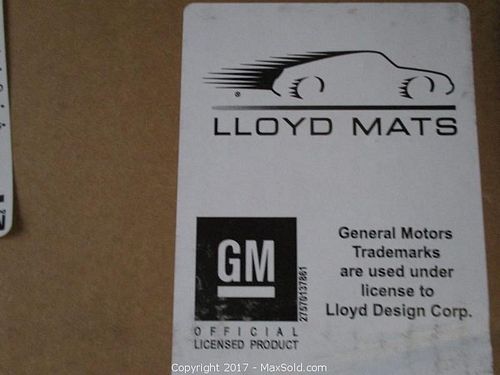 ®
LLOYD MATS
GM
27570137861
OFFICIAL
LICENSED PRODUCT
General Motors
Trademarks
are used under
license to
Lloyd Design Corp.
Copyright 2017 - MaxSold.com